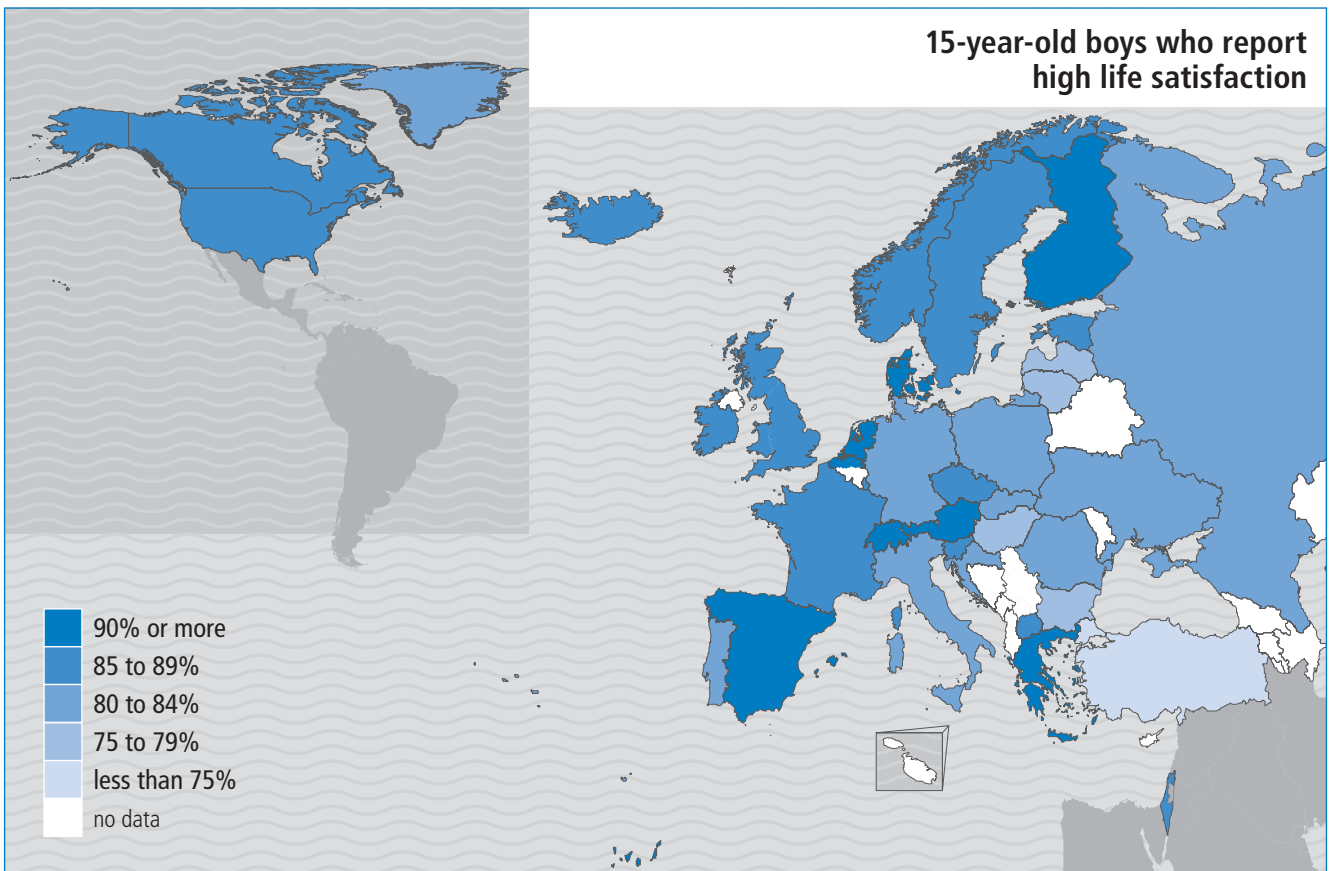 15-year-old boys who report
high life satisfaction
90% or more
85 to 89%
80 to 84%
75 to 79%
less than 75%
no data